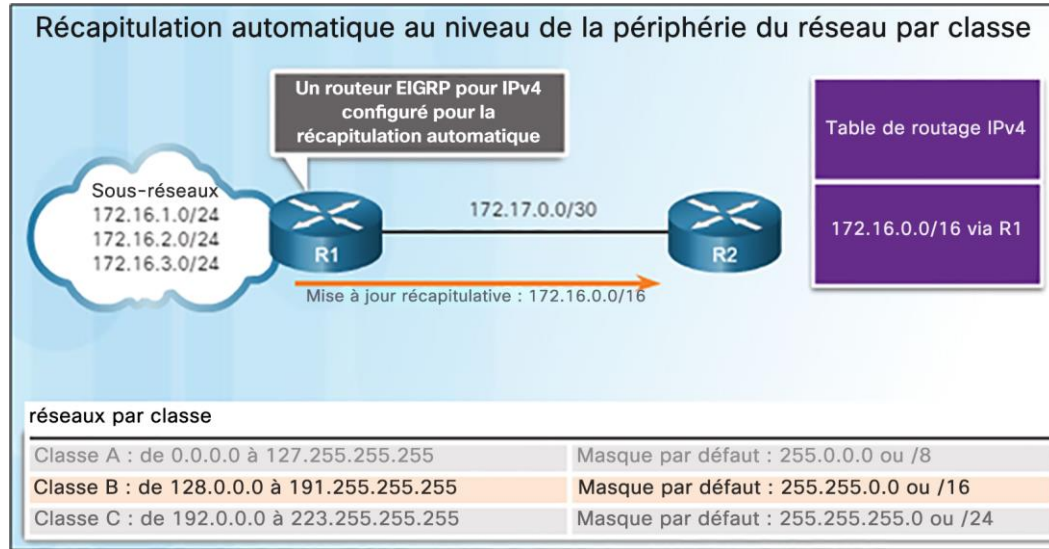 Récapitulation automatique au niveau de la périphérie du réseau par classe
Un routeur EIGRP pour IPv4
configuré pour la
récapitulation automatique
Sous-réseaux
172.16.1.0/24
172.16.2.0/24
172.16.3.0/24
R1
172.17.0.0/30
R2
Mise à jour récapitulative : 172.16.0.0/16
Table de routage IPv4
172.16.0.0/16 via R1
réseaux par classe
Classe A : de 0.0.0.0 à 127.255.255.255 Masque par défaut : 255.0.0.0 ou /8
Classe B : de 128.0.0.0 à 191.255.255.255 Masque par défaut : 255.255.0.0 ou /16
Classe C : de 192.0.0.0 à 223.255.255.255 Masque par défaut : 255.255.255.0 ou /24